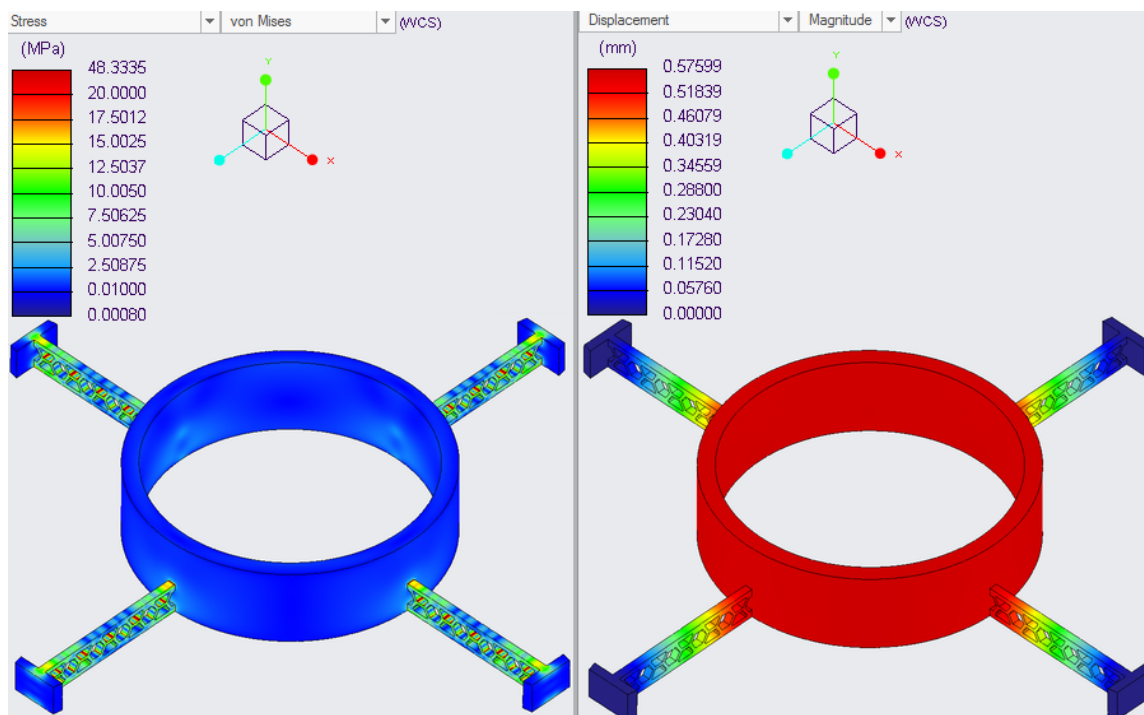 Stress von Mises (WCS)
(MPa)
48.3335
20.0000
17.5012
15.0025
12.5037
10.0050
7.50625
5.00750
2.50875
0.01000
0.00080
Y
X
Displacement Magnitude (WCS)
(mm)
0.57599
0.51839
0.46079
0.40319
0.34559
0.28800
0.23040
0.17280
0.11520
0.05760
0.00000
Y
X